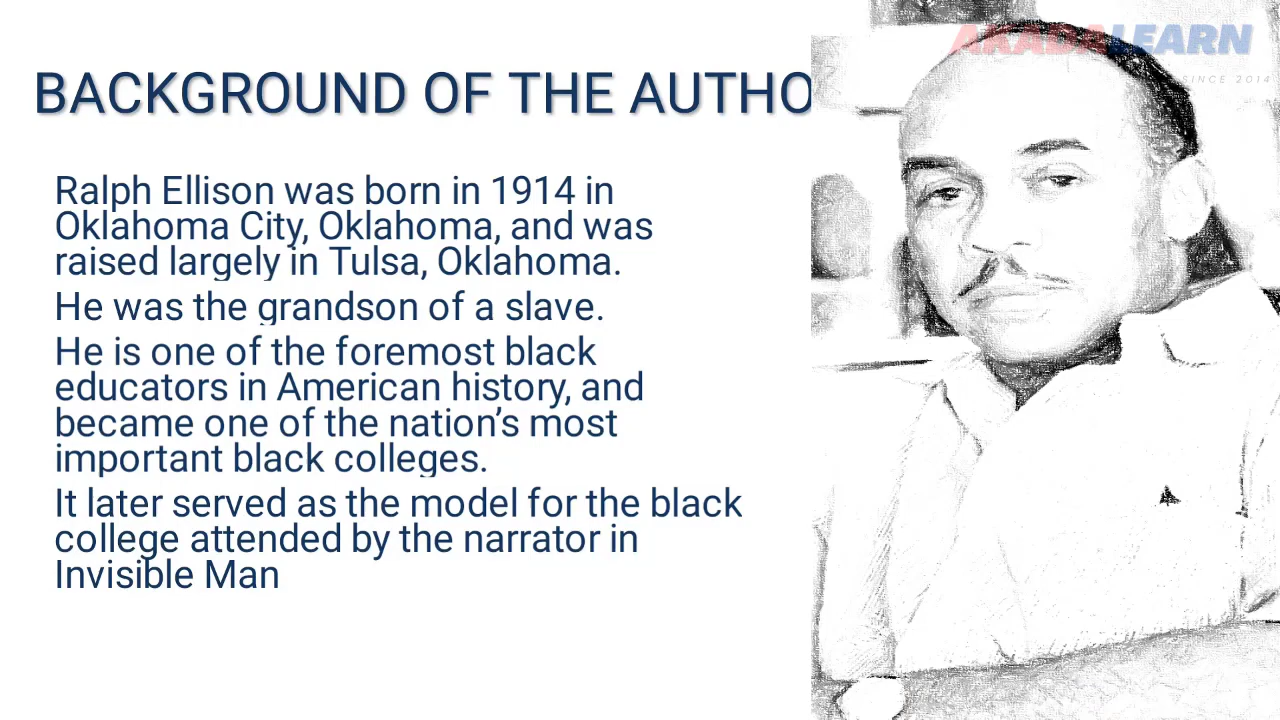 AKADALEARN
SINCE 2014
BACKGROUND OF THE AUTHO
Ralph Ellison was born in 1914 in
Oklahoma City, Oklahoma, and was
raised largely in Tulsa, Oklahoma.
He was the grandson of a slave.
He is one of the foremost black
educators in American history, and
became one of the nation’s most
important black colleges.
It later served as the model for the black
college attended by the narrator in
Invisible Man